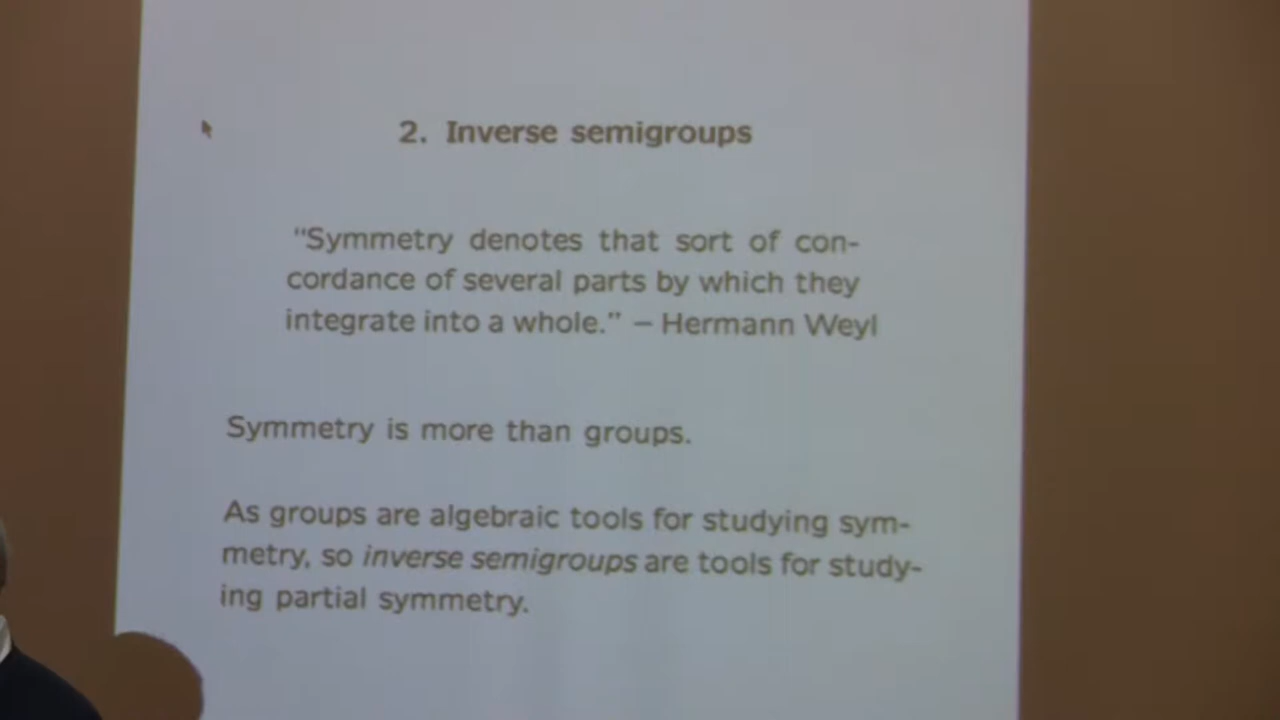 2. Inverse semigroups
"Symmetry denotes that sort of con-
cordance of several parts by which they
integrate into a whole." – Hermann Weyl
Symmetry is more than groups.
As groups are algebraic tools for studying sym-
metry, so inverse semigroups are tools for study-
ing partial symmetry.